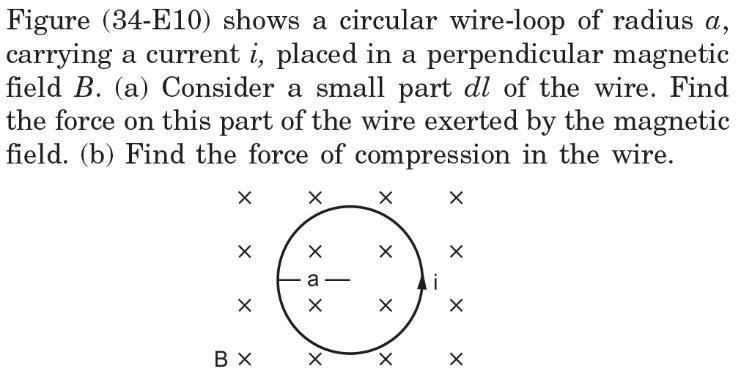 Figure (34-E10) shows a circular wire-loop of radius a,
carrying a current i, placed in a perpendicular magnetic
field B. (a) Consider a small part dl of the wire. Find
the force on this part of the wire exerted by the magnetic
field. (b) Find the force of compression in the wire.
a
i
B